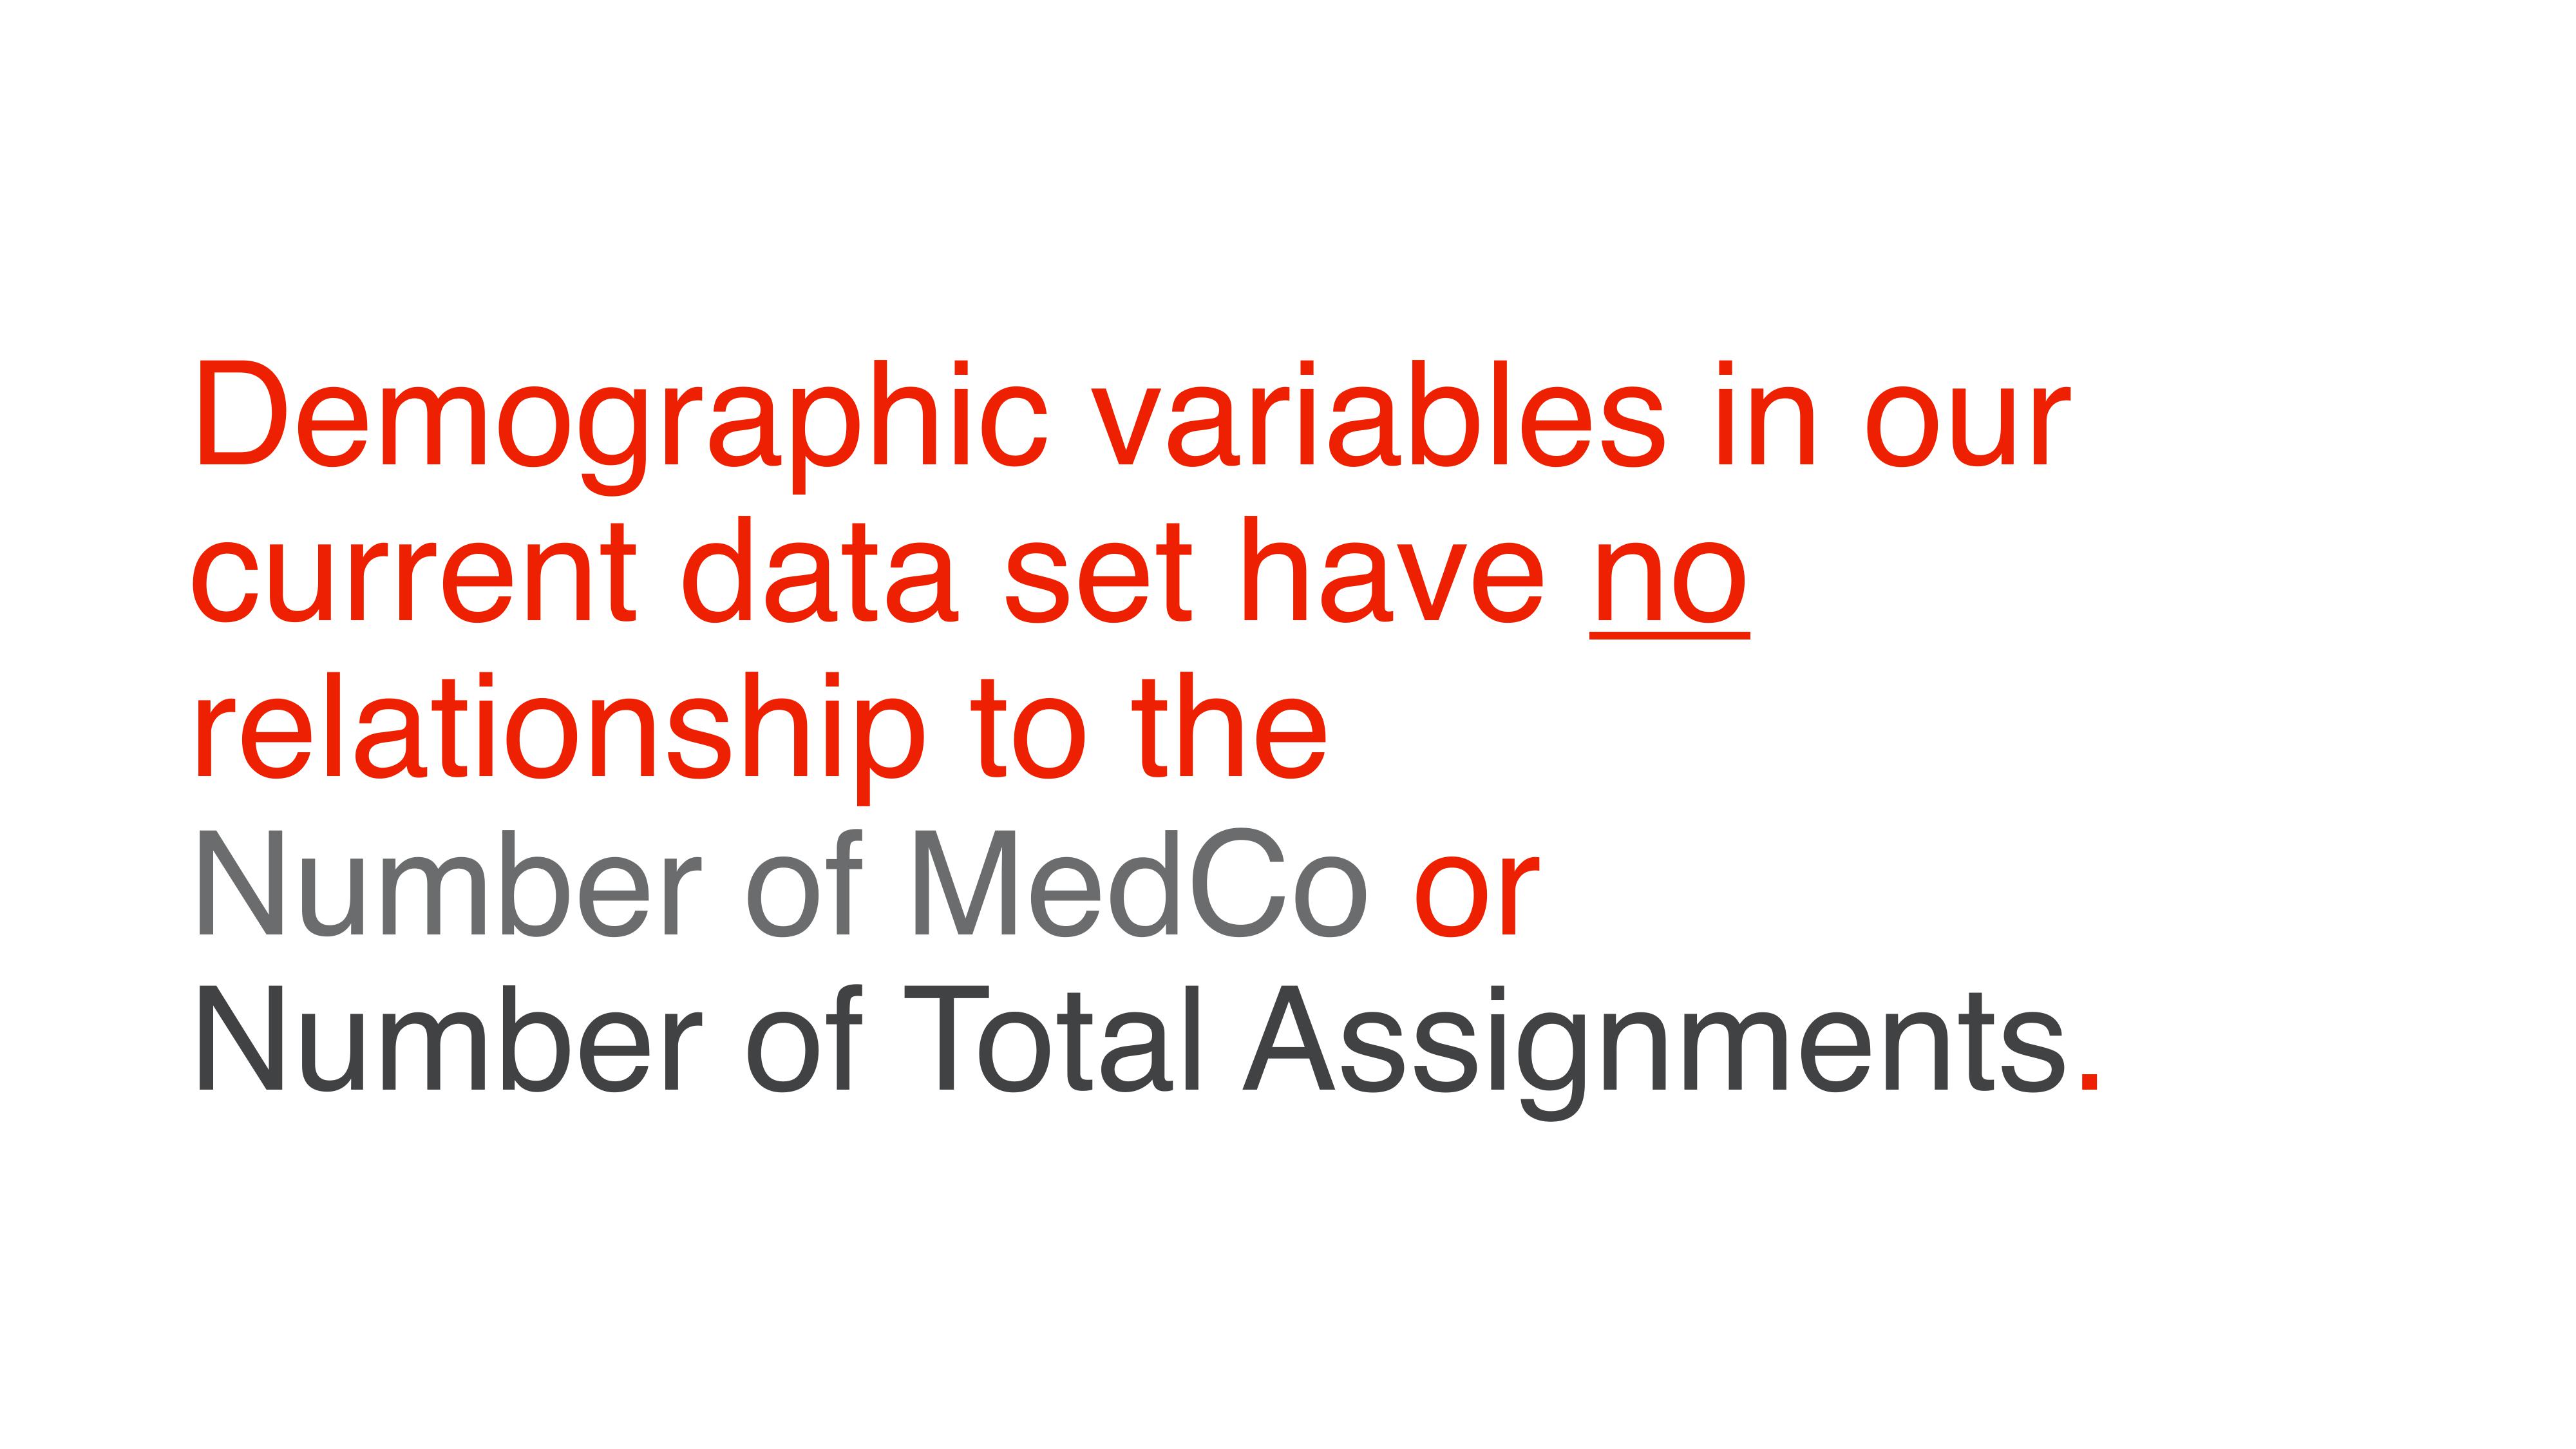 Demographic variables in our
current data set have no
relationship to the
Number of MedCo or
Number of Total Assignments.